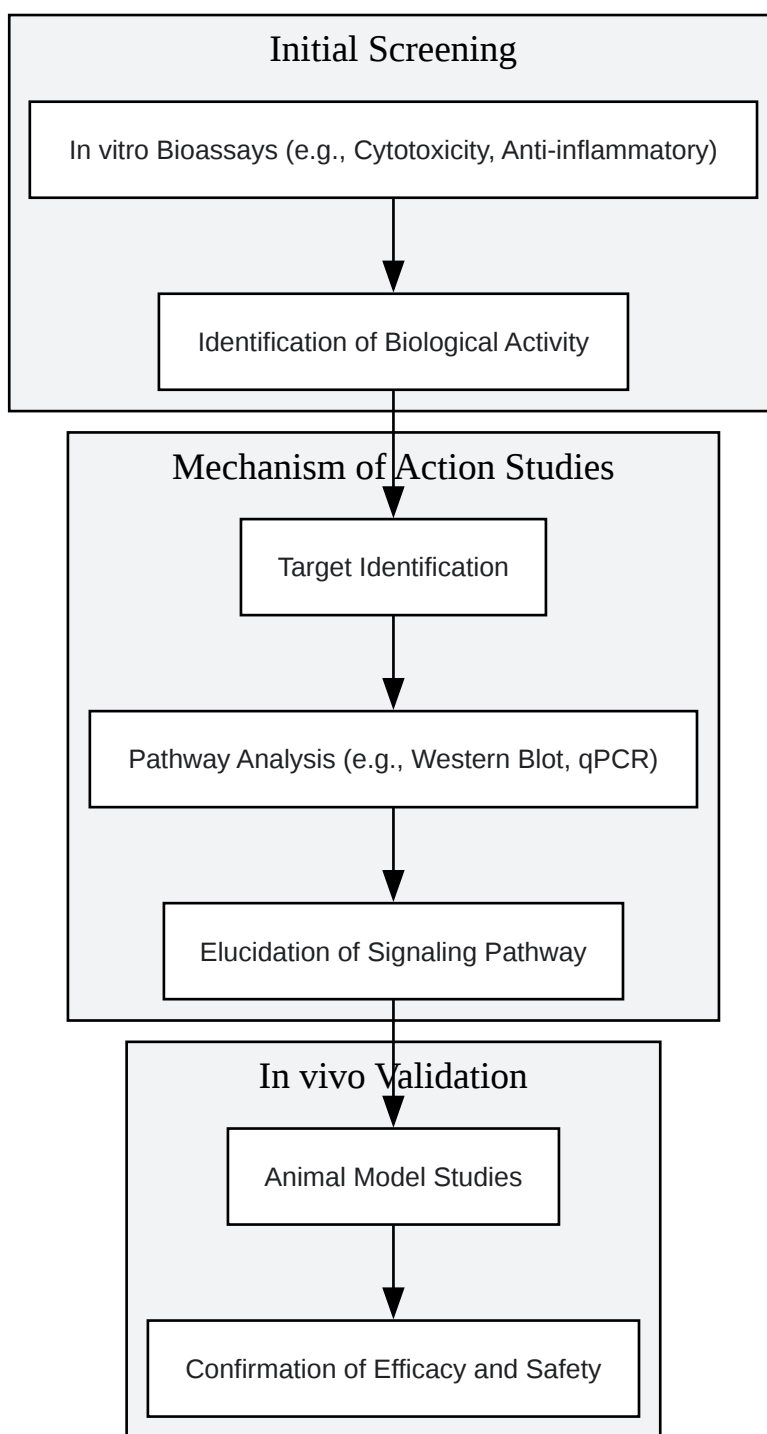 Initial Screening
In vitro Bioassays (e.g., Cytotoxicity, Anti-inflammatory)
Identification of Biological Activity
Mechanism of Action Studies
Target Identification
Pathway Analysis (e.g., Western Blot, qPCR)
Elucidation of Signaling Pathway
In vivo Validation
Animal Model Studies
Confirmation of Efficacy and Safety